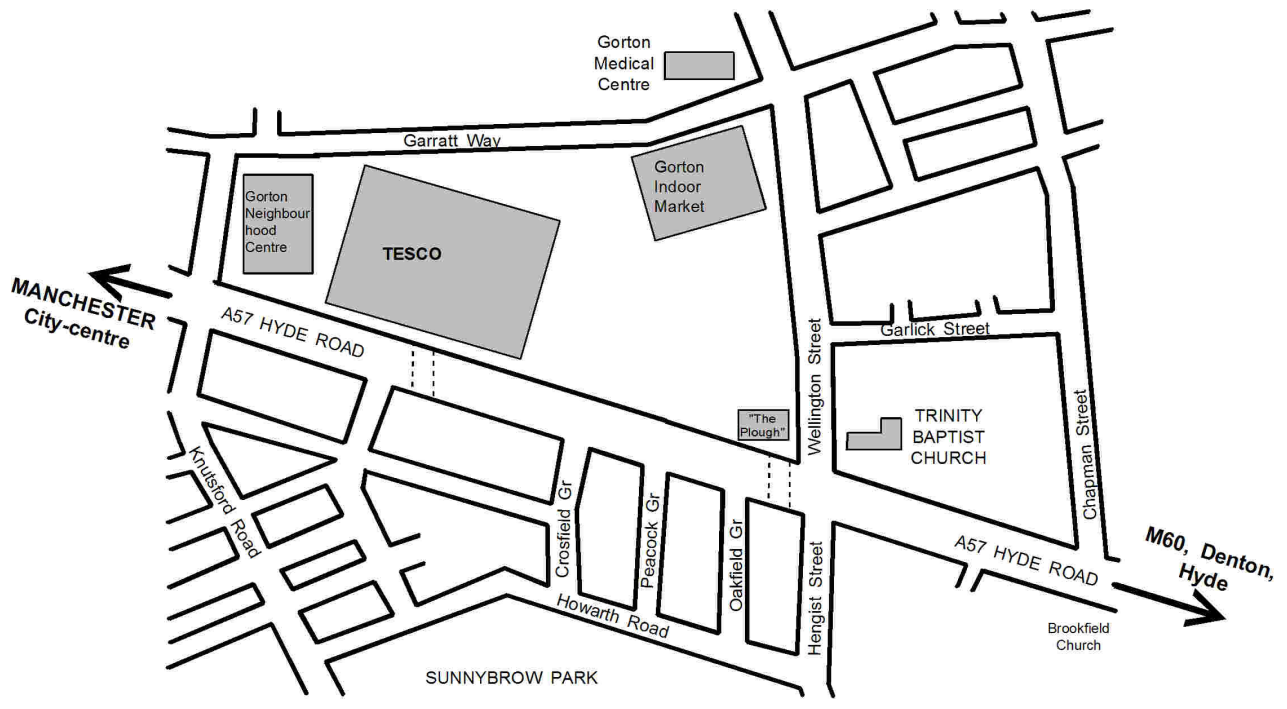 Gorton
Medical
Centre
Garratt Way
Gorton
Indoor
Market
Gorton
Neighbour
hood
Centre
TESCO
MANCHESTER
City-centre
A57 HYDE ROAD
Garlick Street
Wellington Street
"The
Plough"
TRINITY
BAPTIST
CHURCH
Chapman Street
Knutsford Road
Crosfield Gr
Peacock Gr
Oakfield Gr
Hengist Street
Howarth Road
A57 HYDE ROAD
M60, Denton,
Hyde
Brookfield
Church
SUNNYBROW PARK